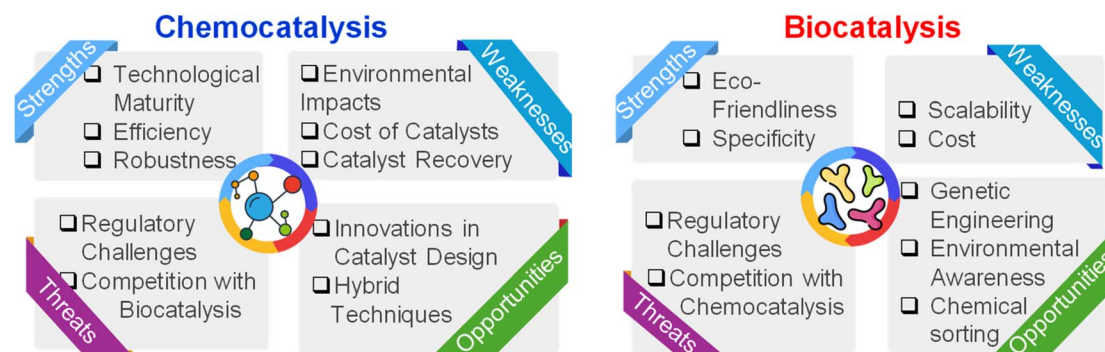 Chemocatalysis
Strengths
❑ Technological
Maturity
❑ Efficiency
❑ Robustness
Weaknesses
❑Environmental
Impacts
❑Cost of Catalysts
❑Catalyst Recovery
Threats
❑Regulatory
Challenges
❑Competition with
Biocatalysis
Opportunities
❑Innovations in
Catalyst Design
❑Hybrid
Techniques
Biocatalysis
Strengths
❑ Eco-
Friendliness
❑ Specificity
Weaknesses
❑ Scalability
❑ Cost
Threats
❑Regulatory
Challenges
❑Competition with
Chemocatalysis
Opportunities
❑ Genetic
Engineering
❑ Environmental
Awareness
❑ Chemical
sorting